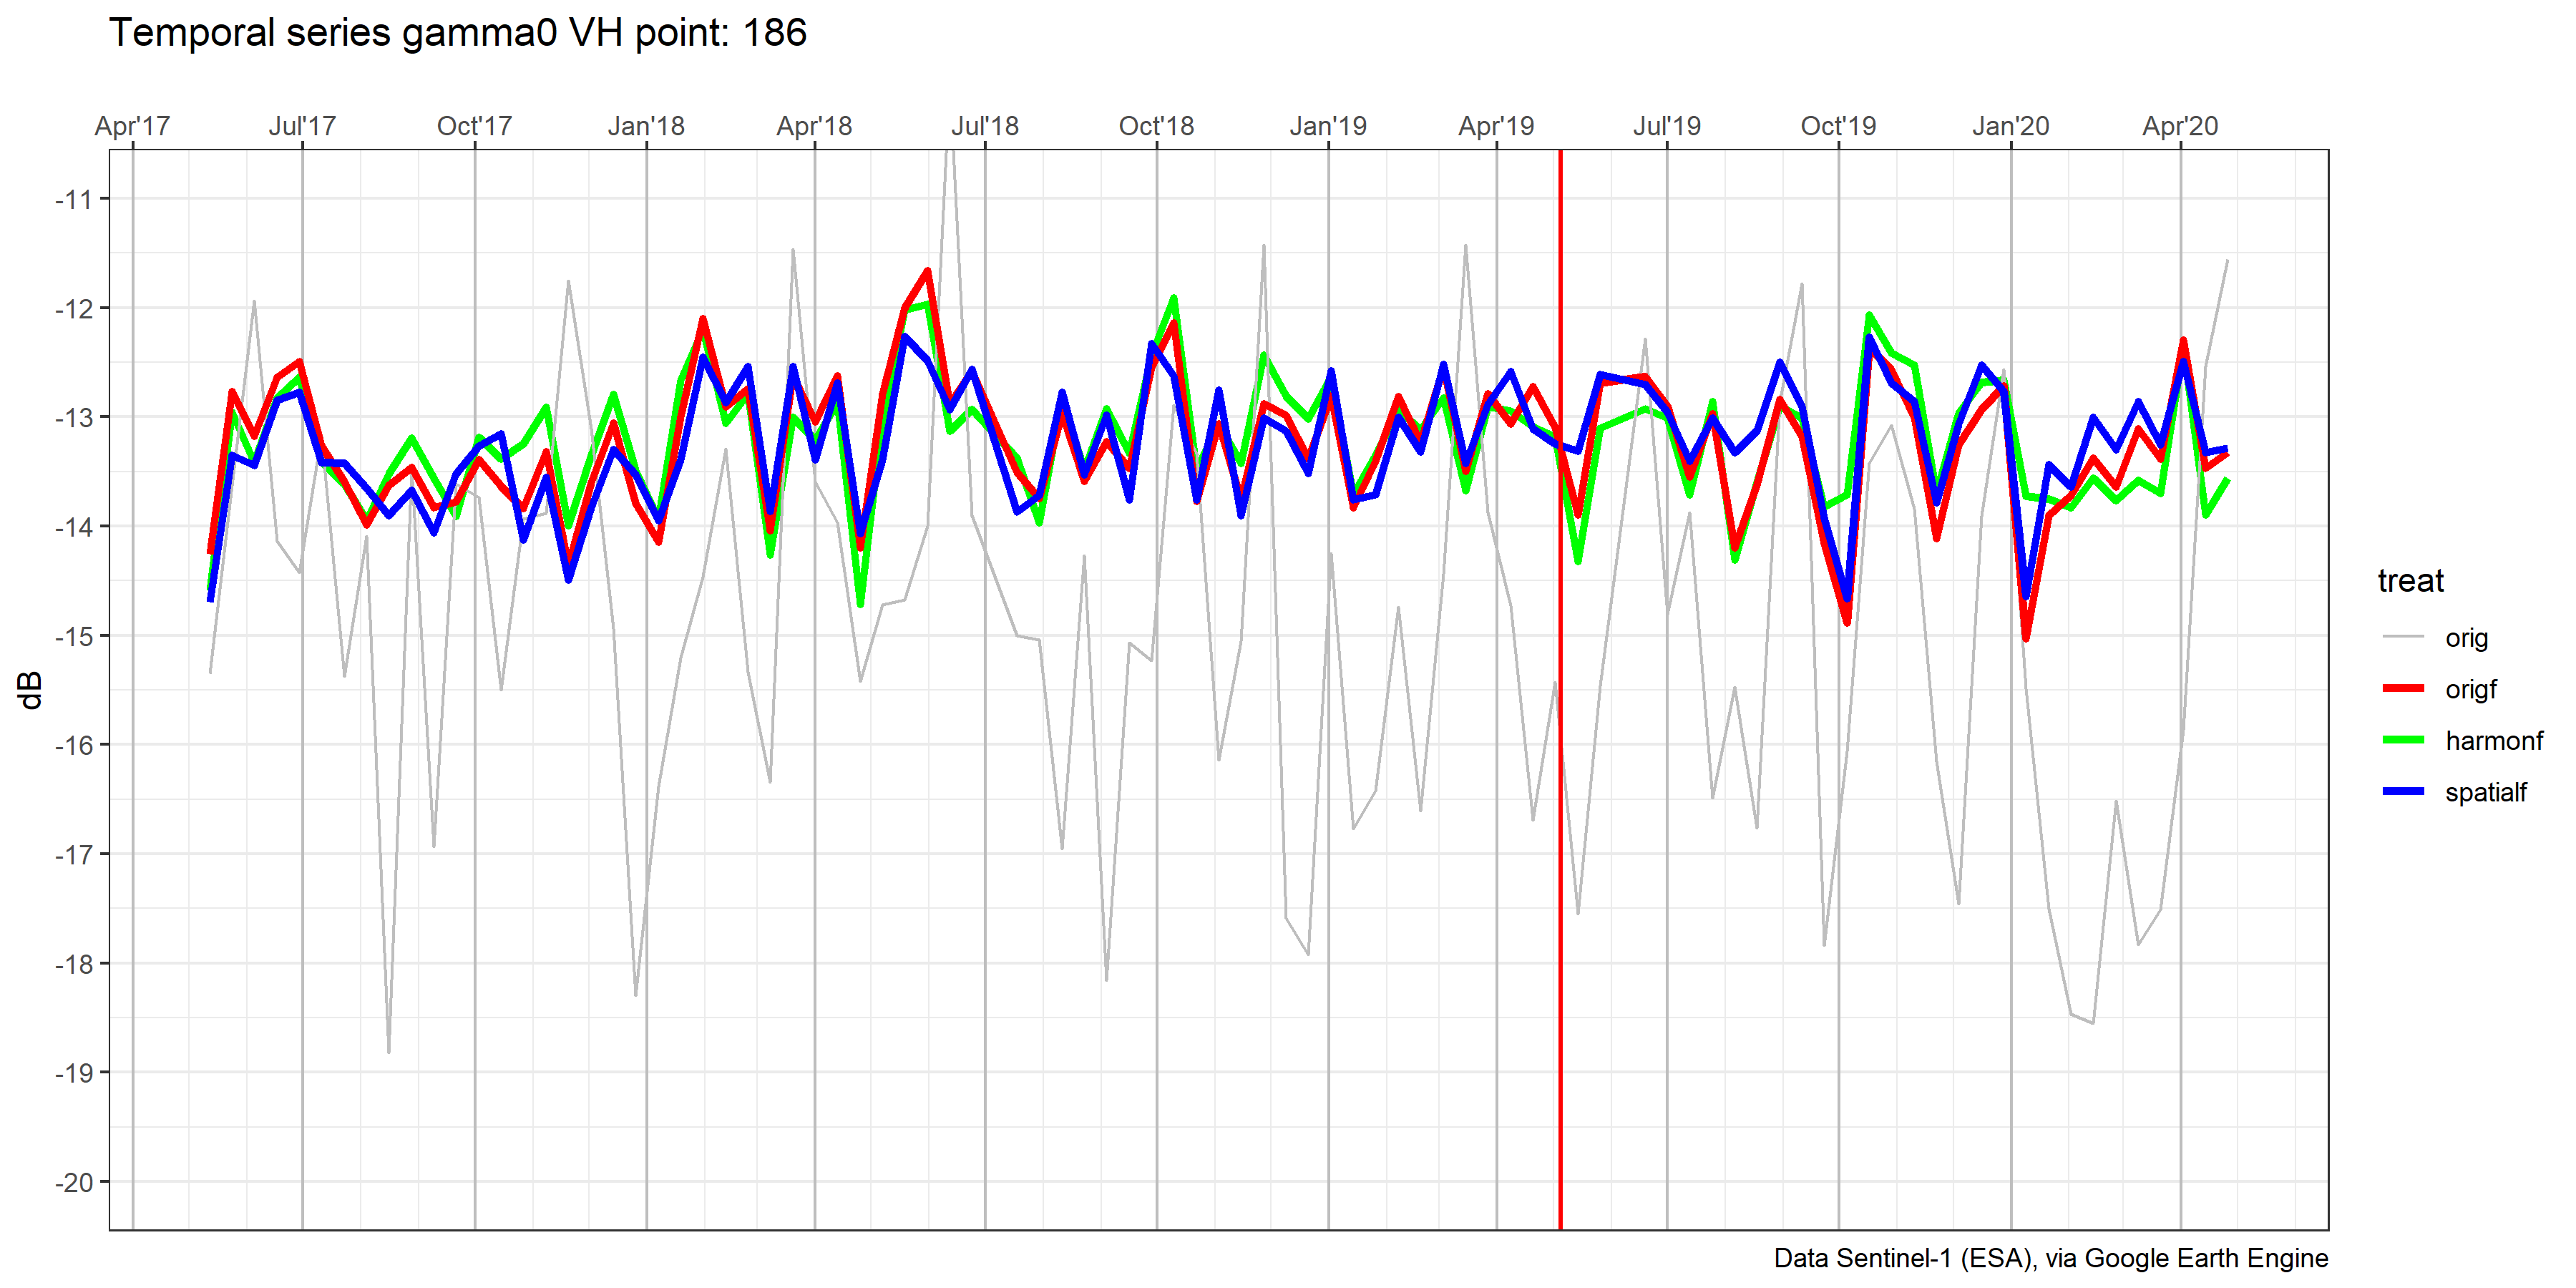 Temporal series gamma0 VH point: 186
Apr'17 Jul'17 Oct'17 Jan'18 Apr'18 Jul'18 Oct'18 Jan'19 Apr'19 Jul'19 Oct'19 Jan'20 Apr'20
-11
-12
-13
-14
-15
-16
-17
-18
-19
-20
dB
treat
orig
origf
harmonf
spatialf
Data Sentinel-1 (ESA), via Google Earth Engine